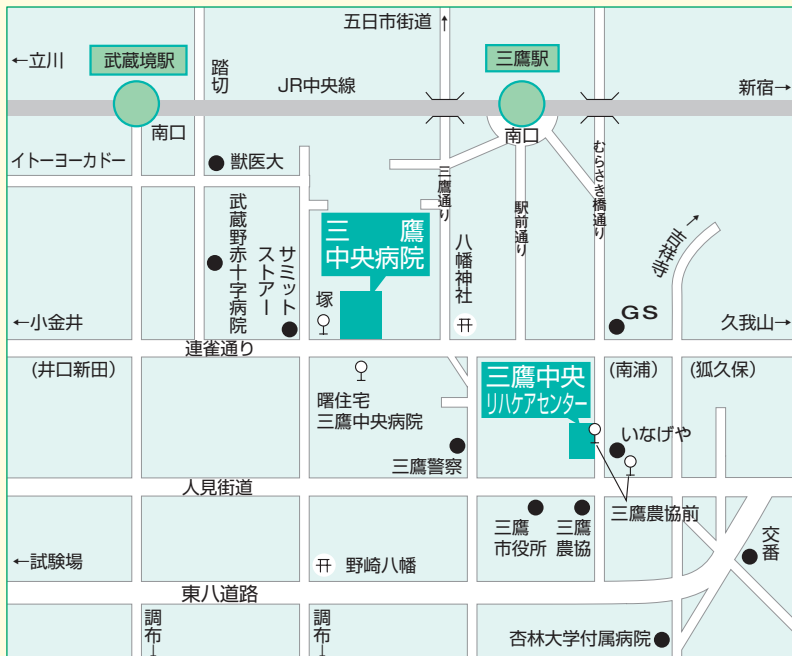 五日市街道↑
←立川
武蔵境駅
踏切
JR中央線
三鷹駅
新宿→
南口
南口
イトーヨーカドー
獣医大
三鷹通り
駅前通り
むらさき橋通り
武蔵野赤十字病院
サミット
ストアー
三鷹
中央病院
八幡神社
吉祥寺→
塚
GS
←小金井
久我山→
連雀通り
(井口新田)
(南浦)
(狐久保)
曙住宅
三鷹中央病院
三鷹中央
リハケアセンター
いなげや
三鷹警察
人見街道
三鷹農協前
三鷹
市役所
三鷹
農協
交番
←試験場
野崎八幡
東八道路
調布→
調布→
杏林大学付属病院